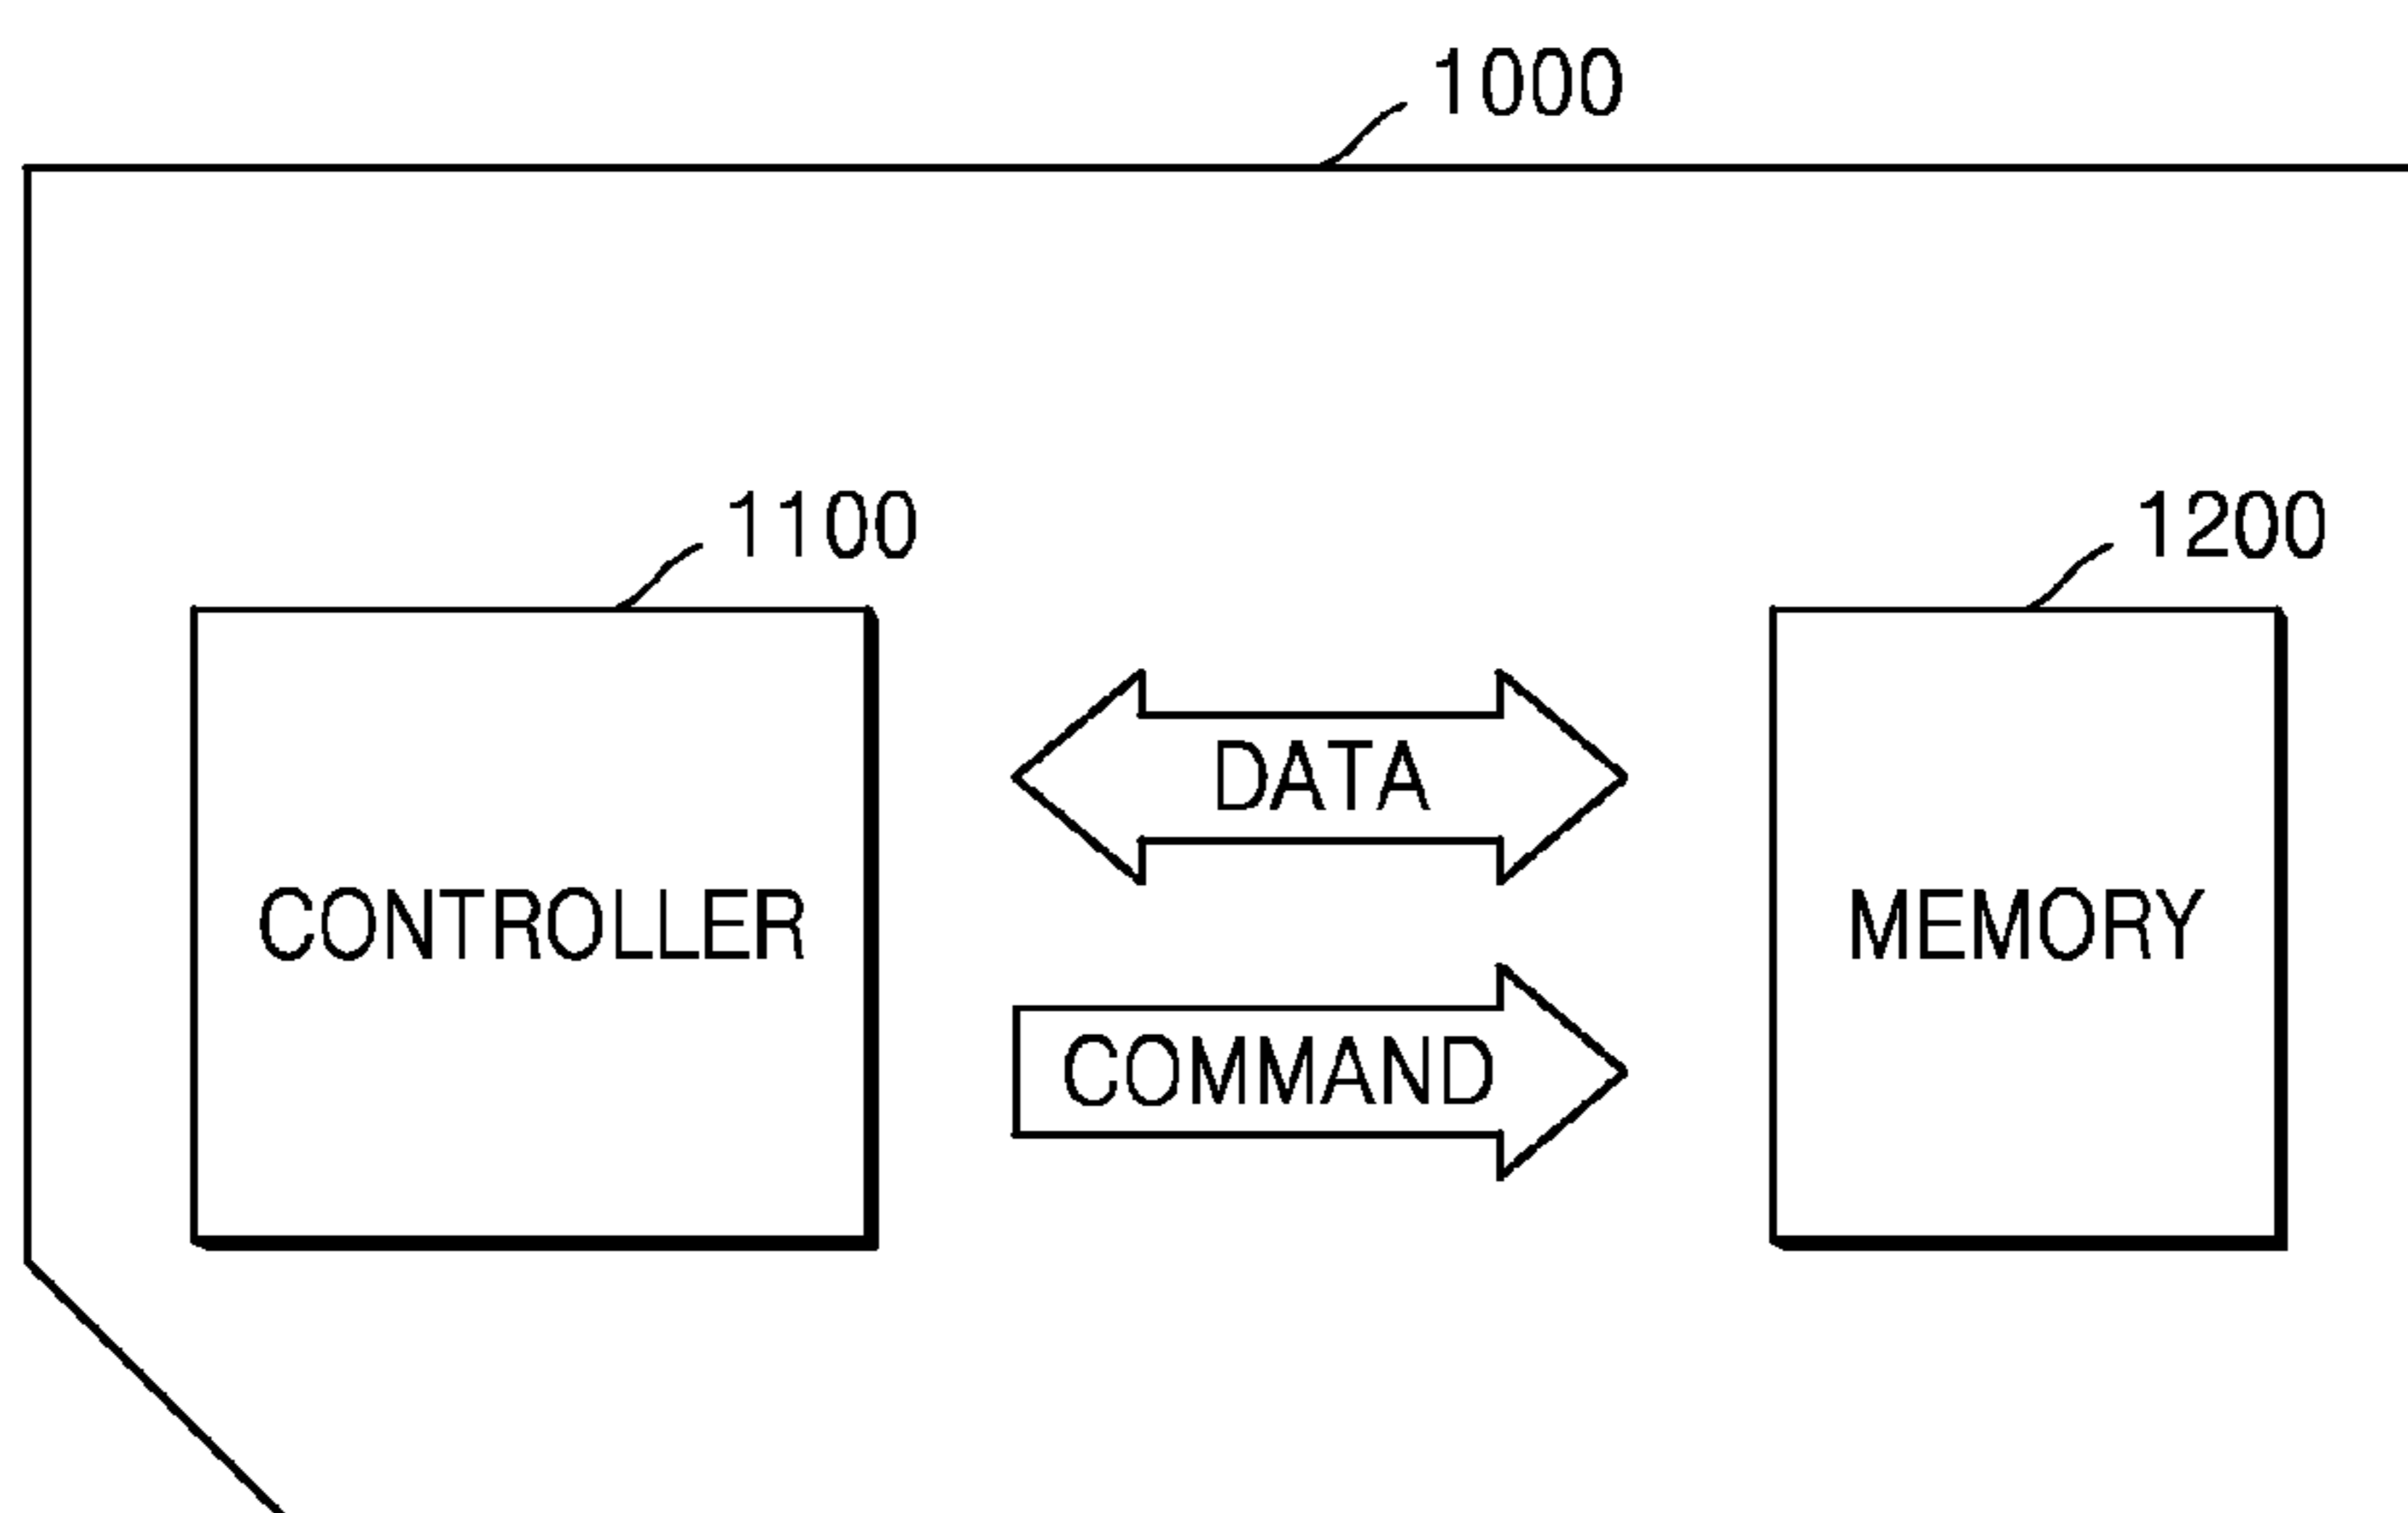 1000
1100
1200
DATA
CONTROLLER
MEMORY
COMMAND